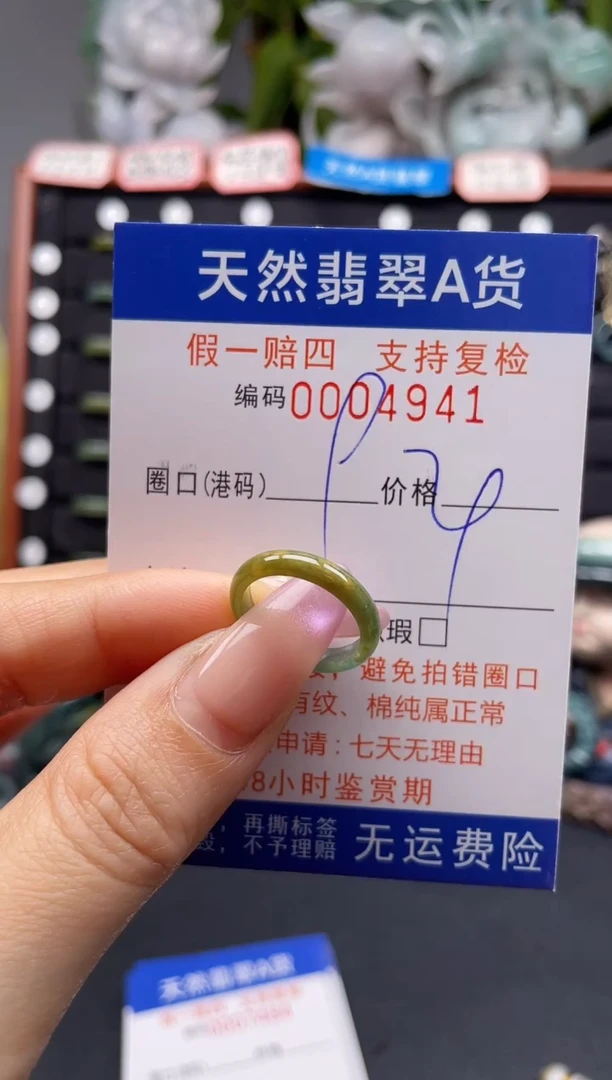 天然翡翠A货
假一赔四 支持复检
编码0004941
圈口(港码) 价格
瑕□
避免拍错圈口
有纹、棉纯属正常
申请:七天无理由
8小时鉴赏期
再撕标签
不予理赔
无运费险
天然翡翠A货